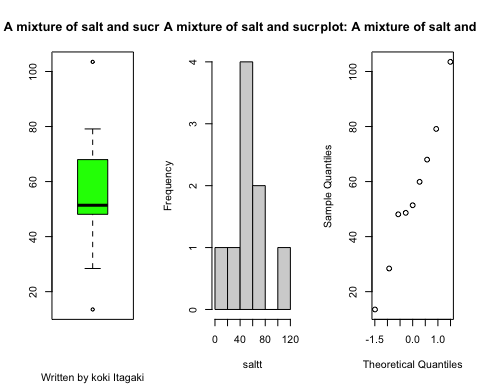 A mixture of salt and sucr A mixture of salt and sucrplot: A mixture of salt and
20 40 60 80 100
Written by koki Itagaki
Frequency
0 1 2 3 4
0 40 80 120
saltt
Sample Quantiles
20 40 60 80 100
-1.5 0.0 1.0
Theoretical Quantiles